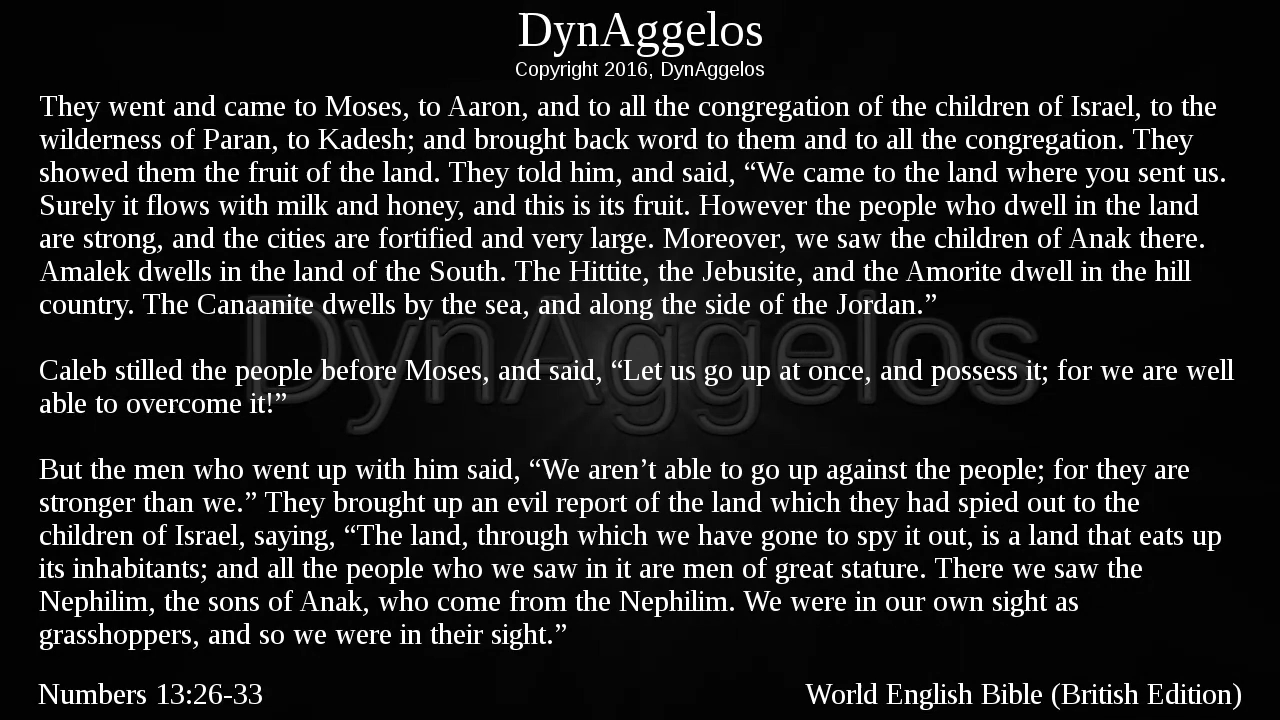 DynAggelos
Copyright 2016, DynAggelos
They went and came to Moses, to Aaron, and to all the congregation of the children of Israel, to the
wilderness of Paran, to Kadesh; and brought back word to them and to all the congregation. They
showed them the fruit of the land. They told him, and said, “We came to the land where you sent us.
Surely it flows with milk and honey, and this is its fruit. However the people who dwell in the land
are strong, and the cities are fortified and very large. Moreover, we saw the children of Anak there.
Amalek dwells in the land of the South. The Hittite, the Jebusite, and the Amorite dwell in the hill
country. The Canaanite dwells by the sea, and along the side of the Jordan.”
DynAggelos
Caleb stilled the people before Moses, and said, “Let us go up at once, and possess it; for we are well
able to overcome it!”
But the men who went up with him said, “We aren’t able to go up against the people; for they are
stronger than we.” They brought up an evil report of the land which they had spied out to the
children of Israel, saying, “The land, through which we have gone to spy it out, is a land that eats up
its inhabitants; and all the people who we saw in it are men of great stature. There we saw the
Nephilim, the sons of Anak, who come from the Nephilim. We were in our own sight as
grasshoppers, and so we were in their sight.”
Numbers 13:26-33
World English Bible (British Edition)